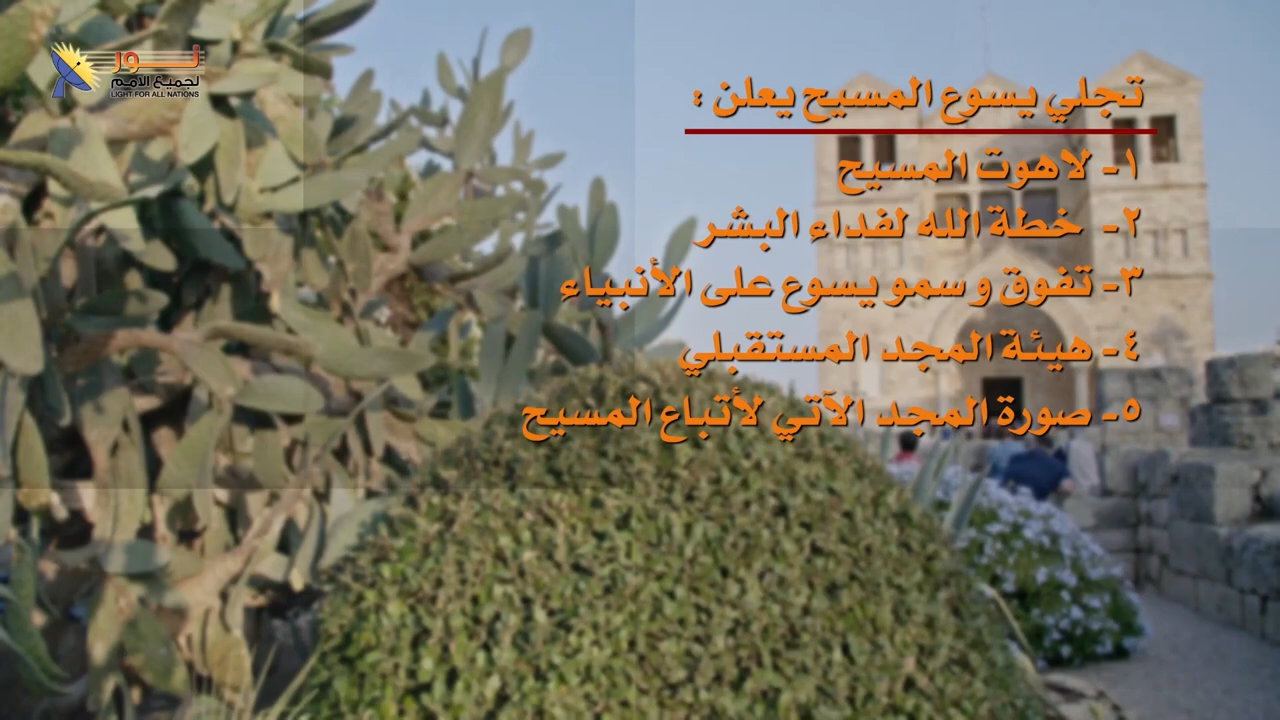 نور
لجميع الأمم
LIGHT FOR ALL NATIONS
تجلي يسوع المسيح يعلن :
١- لاهوت المسيح
٢- خطة الله لفداء البشر
٣- تفوق و سمو يسوع على الأنبياء
٤- هيئة المجد المستقبلي
٥- صورة المجد الآتي لأتباع المسيح